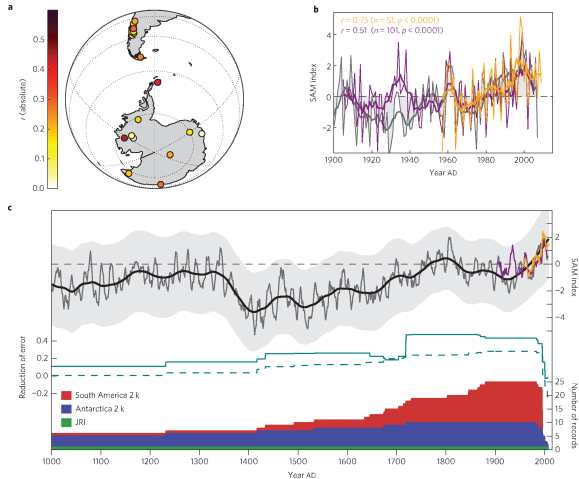 a
r (absolute)
0.5
0.4
0.3
0.2
0.1
0.0
b
r = 0.75 (n = 51, p < 0.0001)
r = 0.51 (n = 101, p < 0.0001)
SAM index
4
2
0
−2
1900 1920 1940 1960 1980 2000
Year AD
c
2
0
−2
−4
SAM index
Reduction of error
0.4
0.2
0.0
−0.2
South America 2 k
Antarctica 2 k
JRI
25
20
15
10
5
0
Number of records
1000 1100 1200 1300 1400 1500 1600 1700 1800 1900 2000
Year AD